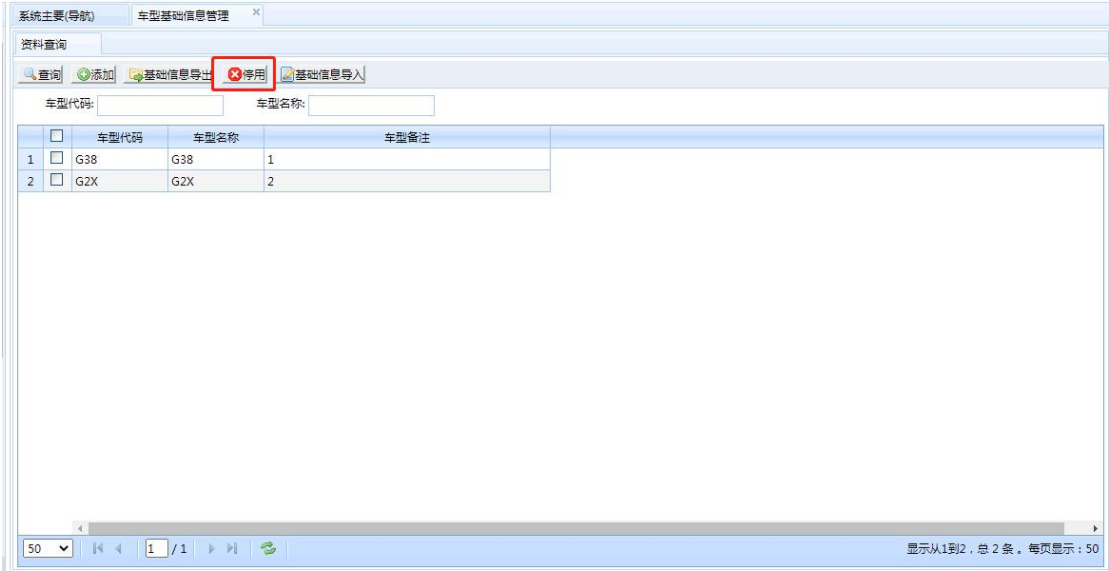 系统主要(导航) 车型基础信息管理
资料查询
查询 添加 基础信息导出 停用 基础信息导入
车型代码: 车型名称:
车型代码 车型名称 车型备注
1 G38 G38 1
2 G2X G2X 2
50 1 / 1 显示从1到2，总 2 条 。每页显示：50